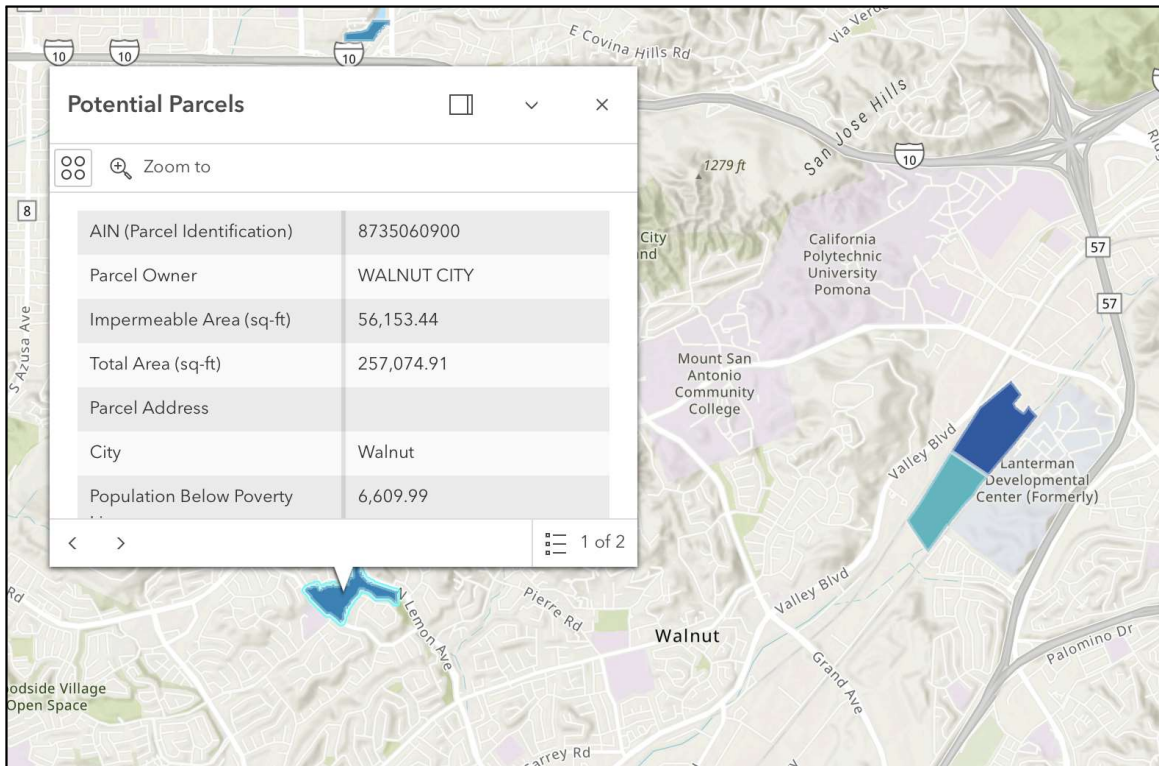 E Covina Hills Rd
Via Verde
10
10
10
Potential Parcels
Zoom to
AIN (Parcel Identification) 8735060900
Parcel Owner WALNUT CITY
Impermeable Area (sq-ft) 56,153.44
Total Area (sq-ft) 257,074.91
Parcel Address
City Walnut
Population Below Poverty 6,609.99
1 of 2
San Jose Hills
1279 ft
10
8
S Azusa Ave
City
California
Polytechnic
University
Pomona
57
57
Mount San
Antonio
Community
College
Valley Blvd
Lanterman
Developmental
Center (Formerly)
Rd
N Lemon Ave
Pierre Rd
Valley Blvd
Walnut
Grand Ave
Palomino Dr
oodside Village
Open Space
arrey Rd